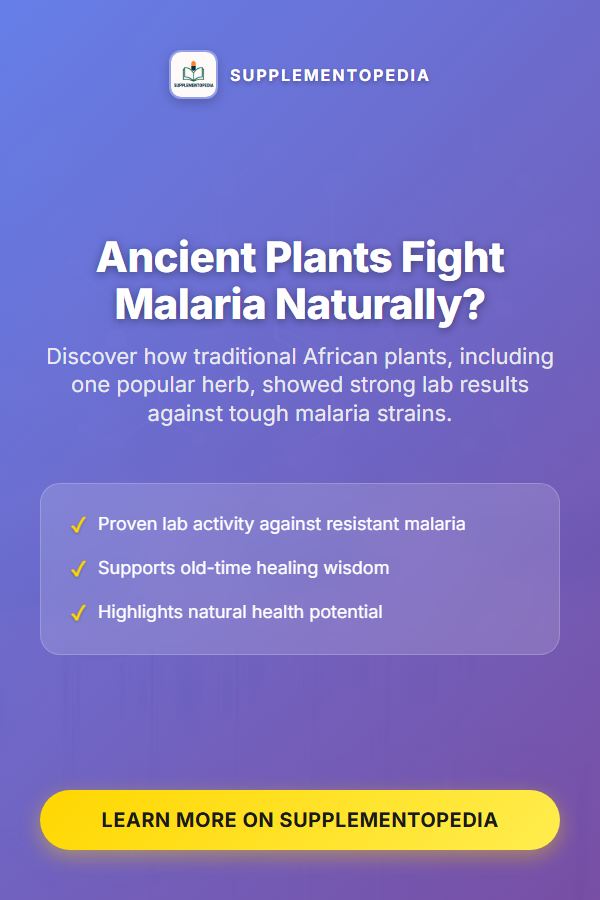 SUPPLEMENTOPEDIA
SUPPLEMENTOPEDIA
Ancient Plants Fight
Malaria Naturally?
Discover how traditional African plants, including
one popular herb, showed strong lab results
against tough malaria strains.
Proven lab activity against resistant malaria
Supports old-time healing wisdom
Highlights natural health potential
LEARN MORE ON SUPPLEMENTOPEDIA